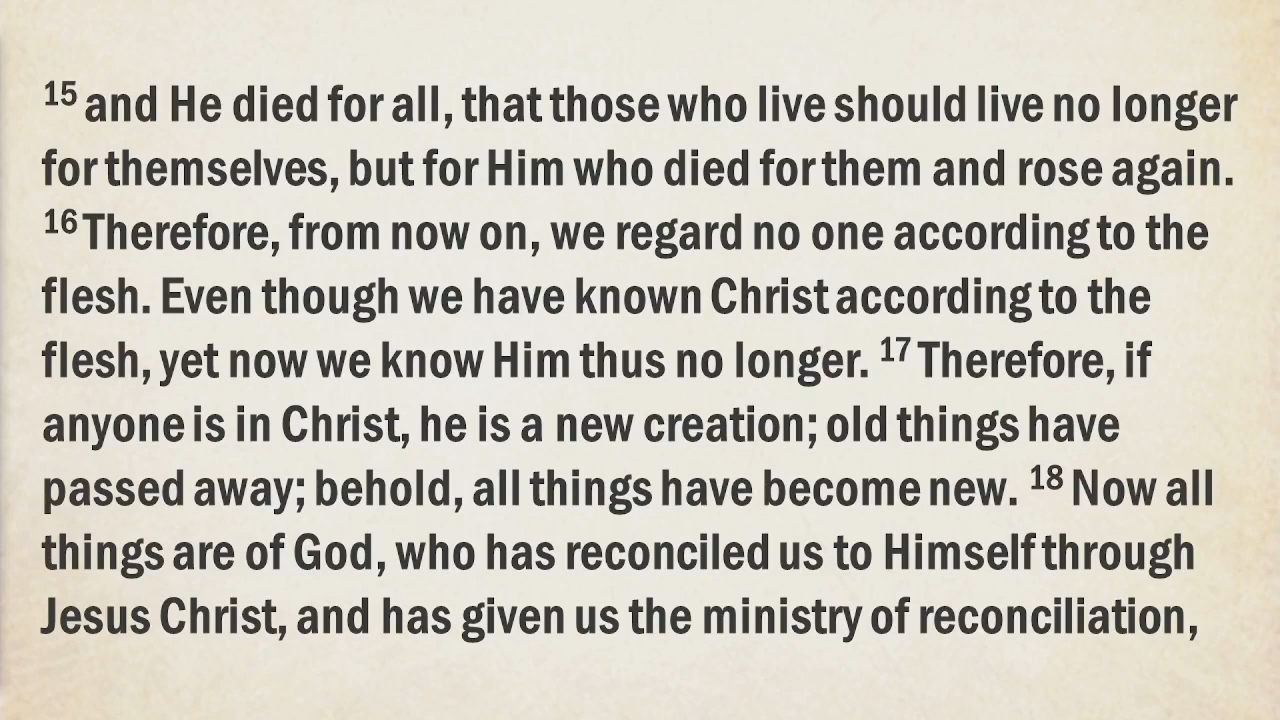 15 and He died for all, that those who live should live no longer
for themselves, but for Him who died for them and rose again.
16 Therefore, from now on, we regard no one according to the
flesh. Even though we have known Christ according to the
flesh, yet now we know Him thus no longer. 17 Therefore, if
anyone is in Christ, he is a new creation; old things have
passed away; behold, all things have become new. 18 Now all
things are of God, who has reconciled us to Himself through
Jesus Christ, and has given us the ministry of reconciliation,